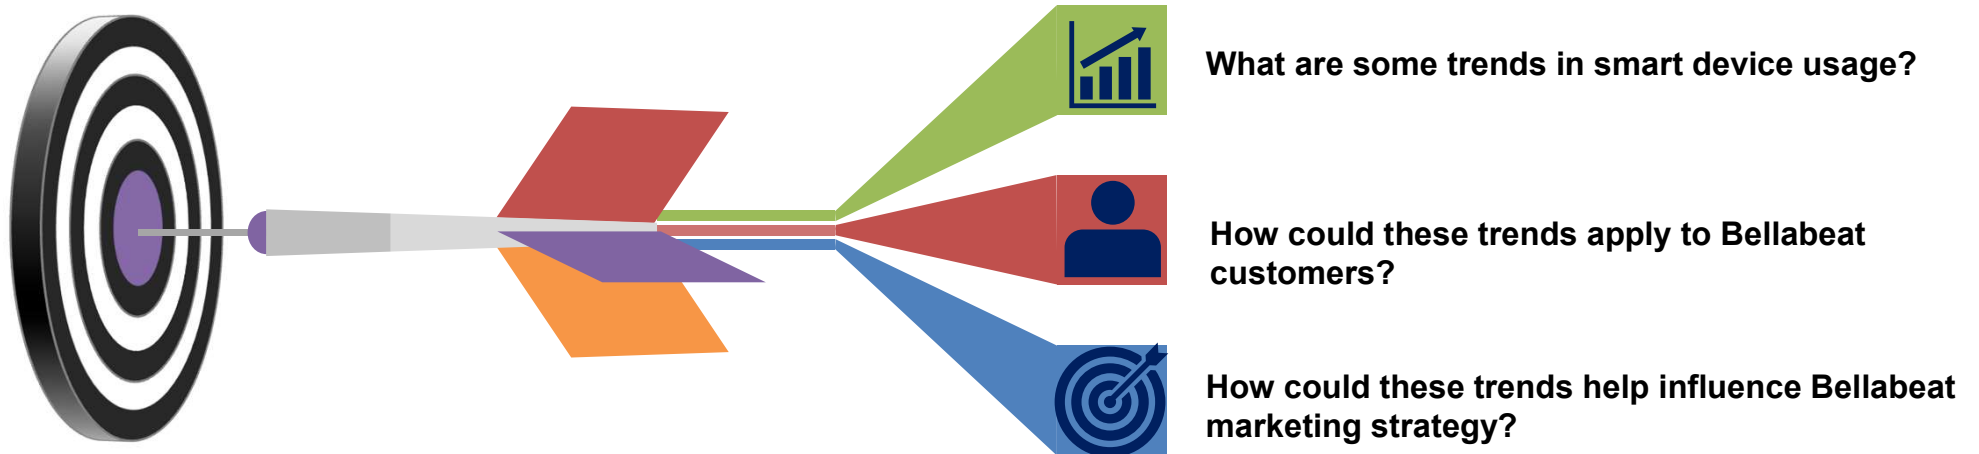 What are some trends in smart device usage?
How could these trends apply to Bellabeat
customers?
How could these trends help influence Bellabeat
marketing strategy?